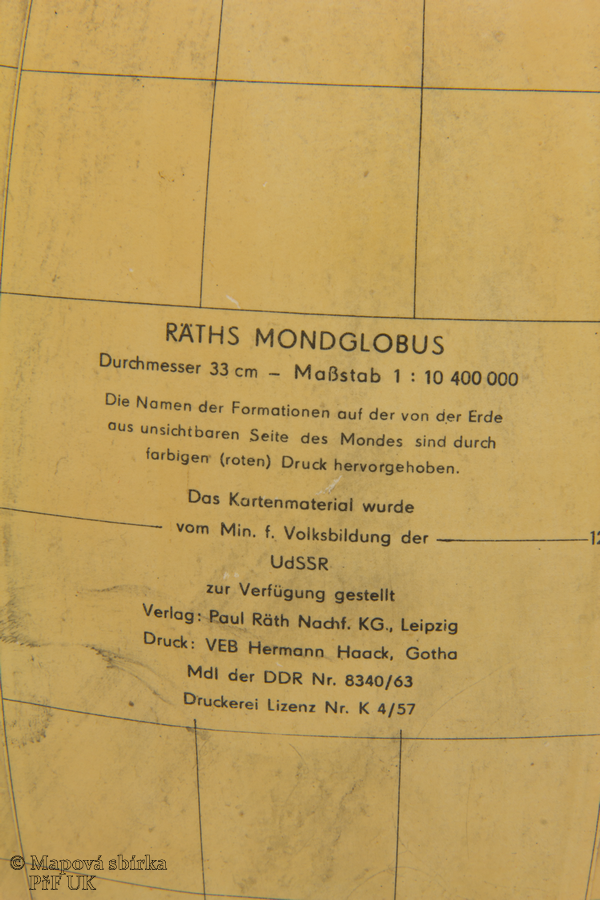 RÄTHS MONDGLOBUS
Durchmesser 33 cm – Maßstab 1 : 10 400 000
Die Namen der Formationen auf der von der Erde
aus unsichtbaren Seite des Mondes sind durch
farbigen (roten) Druck hervorgehoben.
Das Kartenmaterial wurde
vom Min. f. Volksbildung der
UdSSR
zur Verfügung gestellt
Verlag: Paul Räth Nachf. KG., Leipzig
Druck: VEB Hermann Haack, Gotha
MdI der DDR Nr. 8340/63
Druckerei Lizenz Nr. K 4/57
© Mapová sbírka
PřF UK